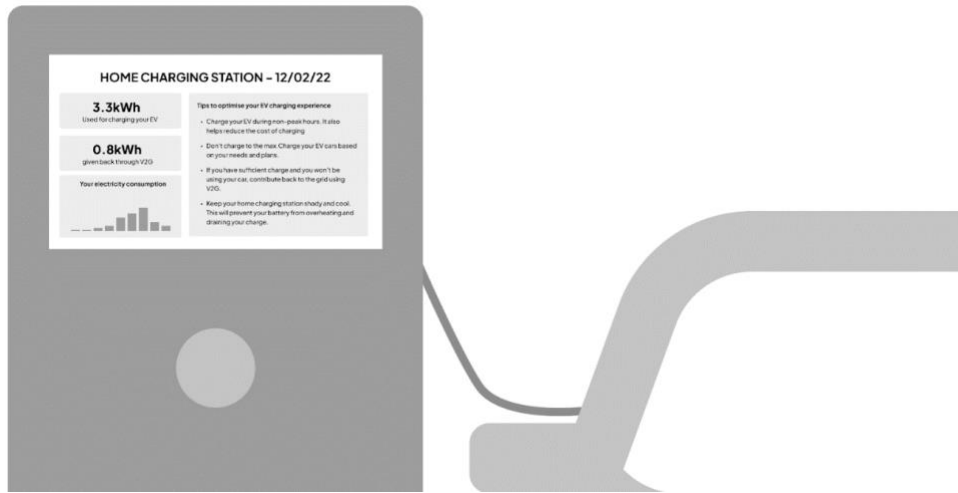 HOME CHARGING STATION – 12/02/22
3.3kWh
Used for charging your EV
0.8kWh
given back through V2G
Your electricity consumption
Tips to optimise your EV charging experience
• Charge your EV during non-peak hours. It also
helps reduce the cost of charging
• Don't charge to the max. Charge your EV cars based
on your needs and plans.
• If you have sufficient charge and you won't be
using your car, contribute back to the grid using
V2G.
• Keep your home charging station shady and cool.
This will prevent your battery from overheating and
draining your charge.